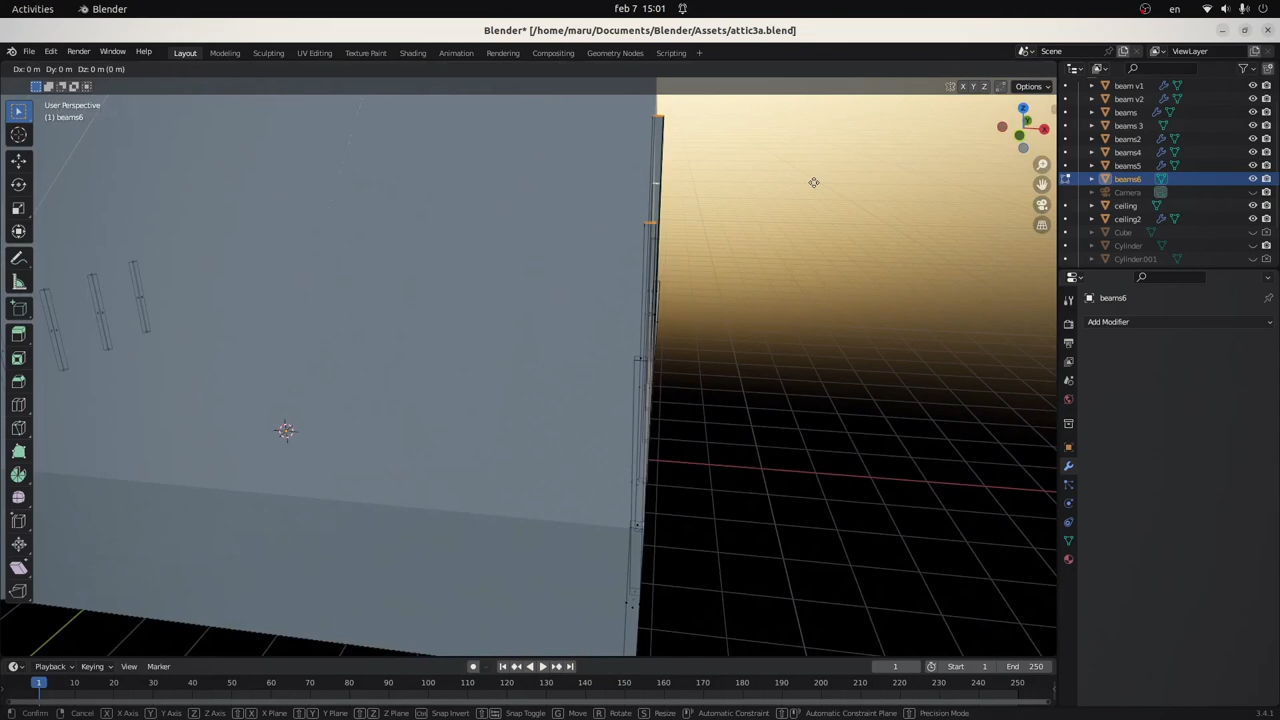 Activities Blender feb 7 15:01 en
Blender* [/home/maru/Documents/Blender/Assets/attic3a.blend]
File Edit Render Window Help Layout Modeling Sculpting UV Editing Texture Paint Shading Animation Rendering Compositing Geometry Nodes Scripting + Scene ViewLayer
Dx: 0 m Dy: 0 m Dz: 0 m (0 m)
X Y Z Options
User Perspective
(1) beams6
Z
Y
X
beam v1
beam v2
beams
beams 3
beams2
beams4
beams5
beams6
Camera
ceiling
ceiling2
Cube
Cylinder
Cylinder.001
beams6
Add Modifier
Playback Keying View Marker 1 Start 1 End 250
1 10 20 30 40 50 60 70 80 90 100 110 120 130 140 150 160 170 180 190 200 210 220 230 240 250
Confirm Cancel X X Axis Y Y Axis Z Z Axis X X Plane Y Y Plane Z Z Plane Snap Invert Snap Toggle G Move R Rotate S Resize Automatic Constraint Automatic Constraint Plane Precision Mode 3.4.1